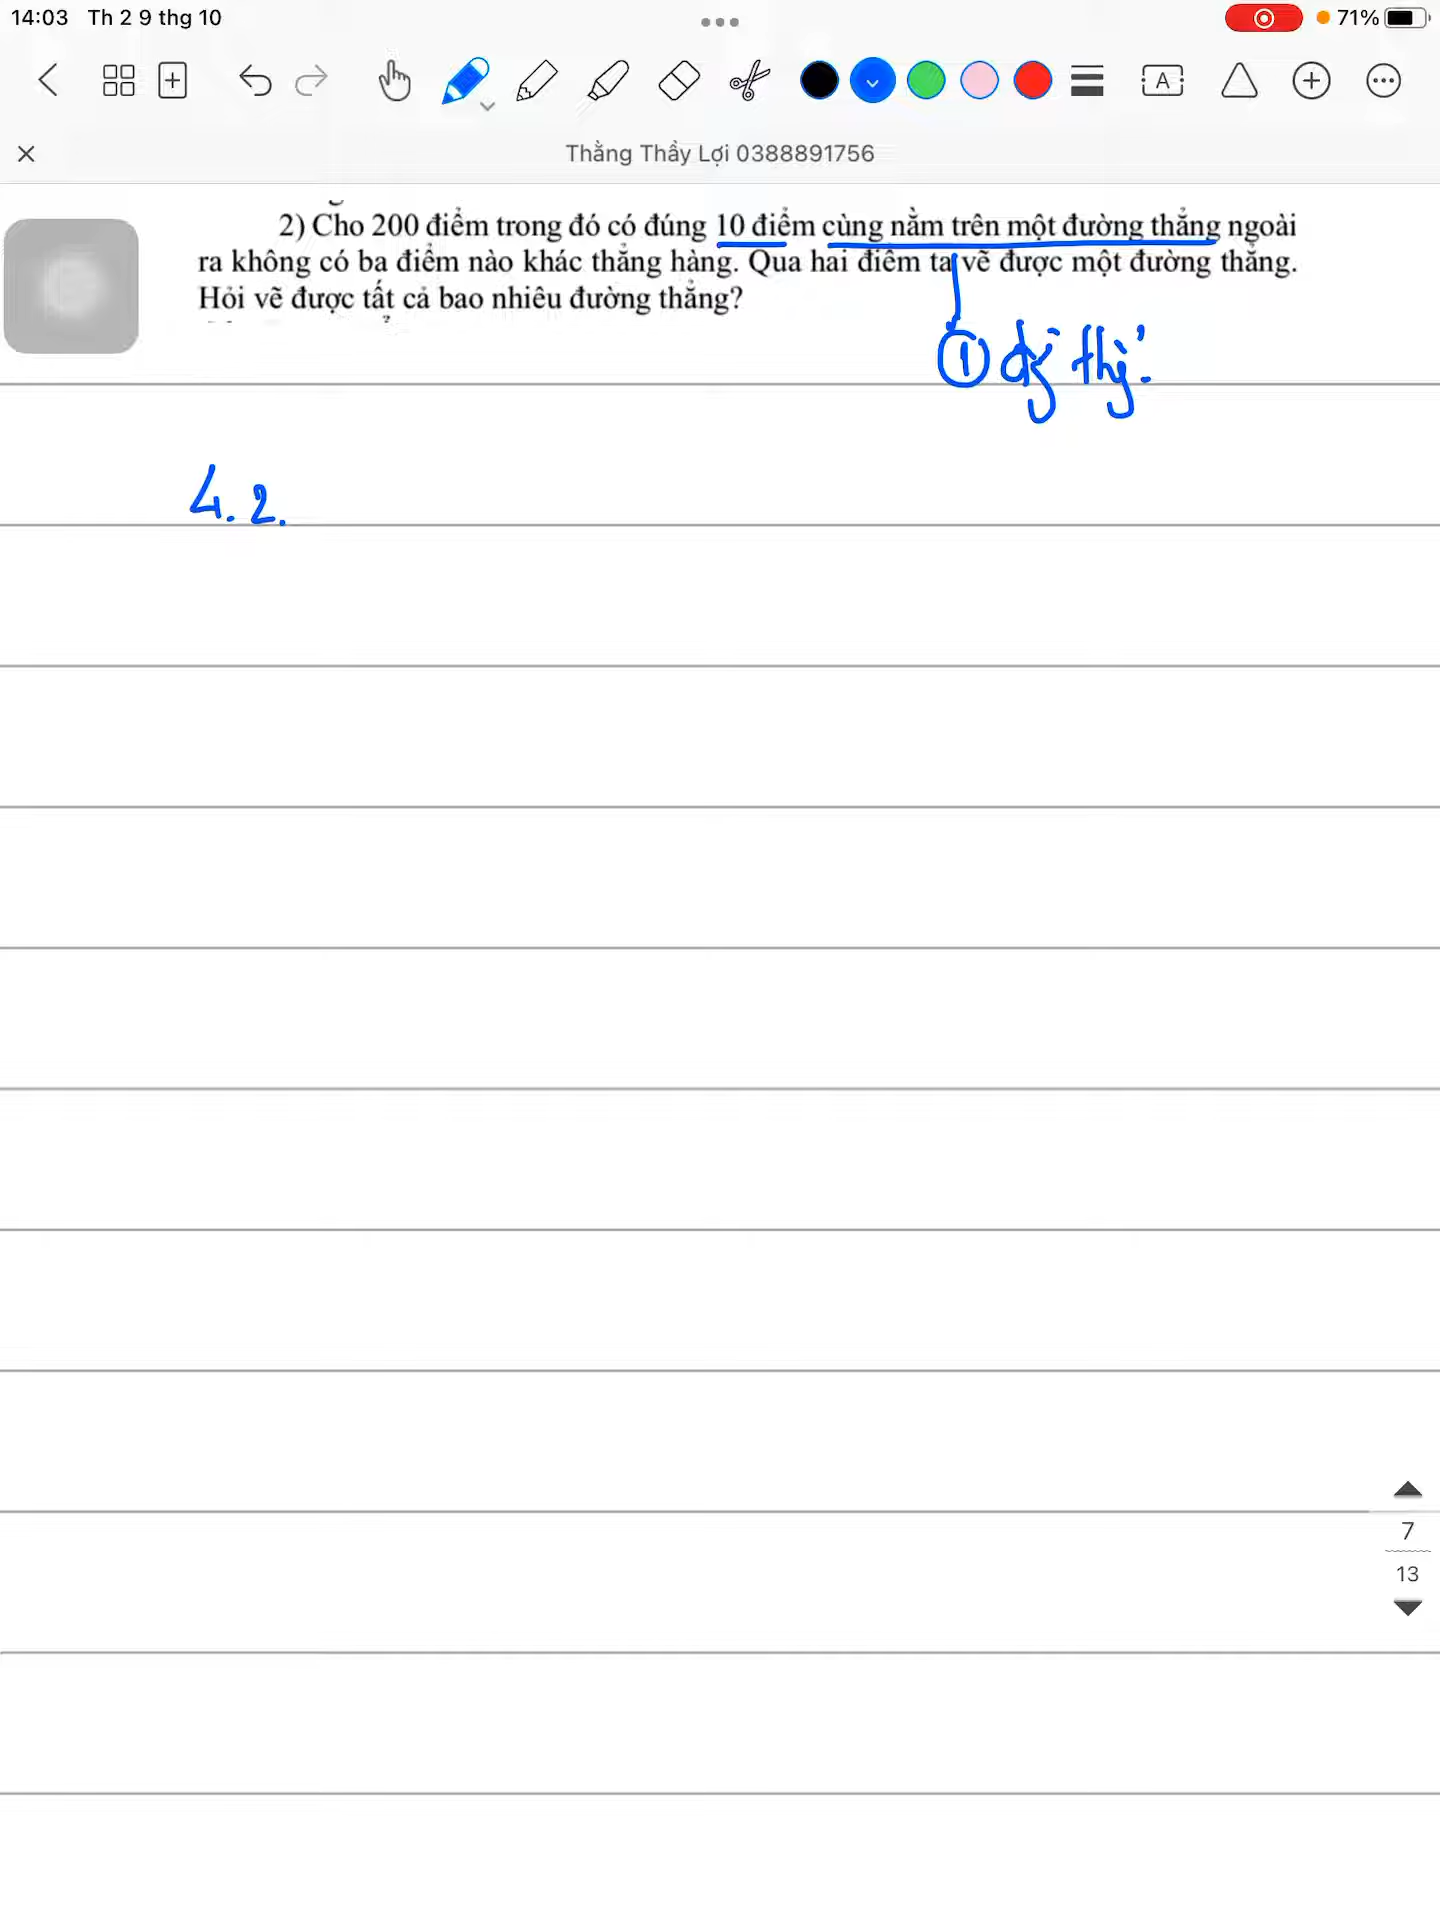 14:03 Th 2 9 thg 10
71%
A
Thằng Thầy Lợi 0388891756
2) Cho 200 điểm trong đó có đúng 10 điểm cùng nằm trên một đường thẳng ngoài
ra không có ba điểm nào khác thẳng hàng. Qua hai điểm ta vẽ được một đường thẳng.
Hỏi vẽ được tất cả bao nhiêu đường thẳng?
1
4.2.
7
13